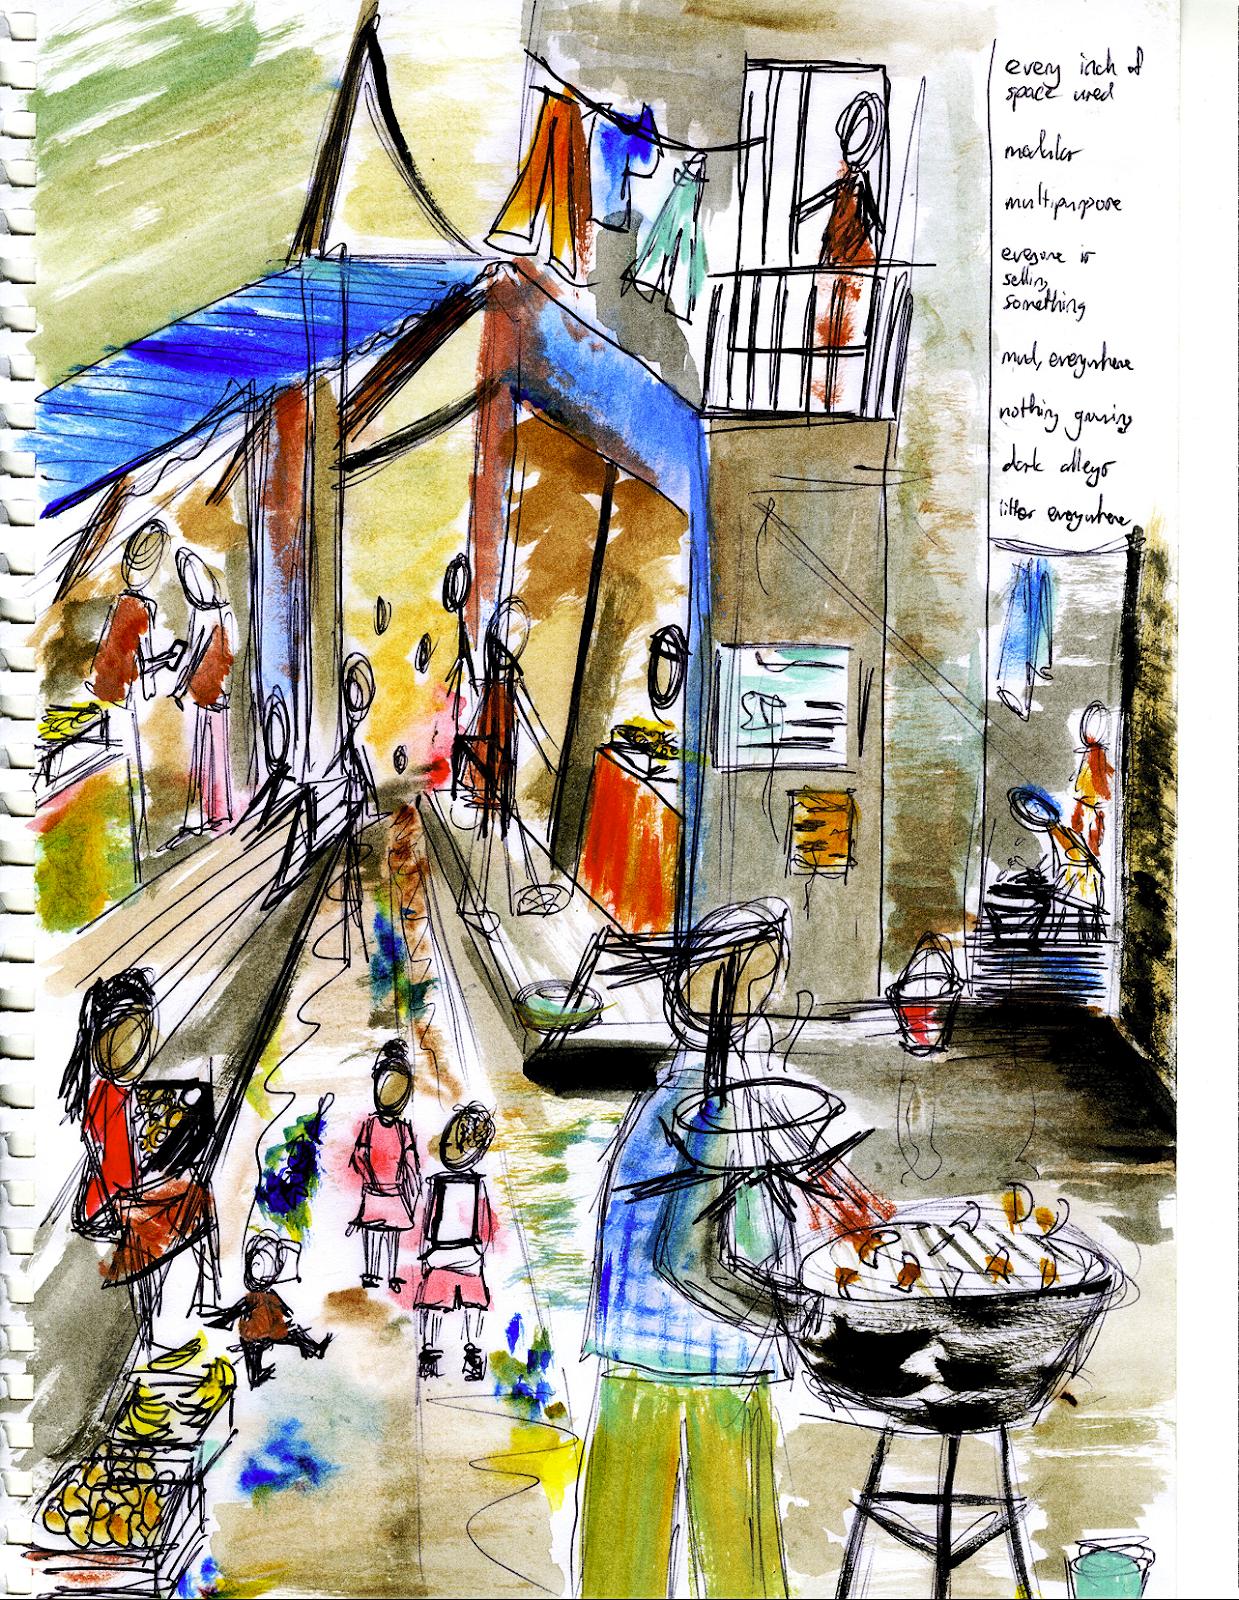 every inch of
space used
modular
multipurpose
everyone is
selling
something
mud, everywhere
nothing growing
dark alleys
litter everywhere